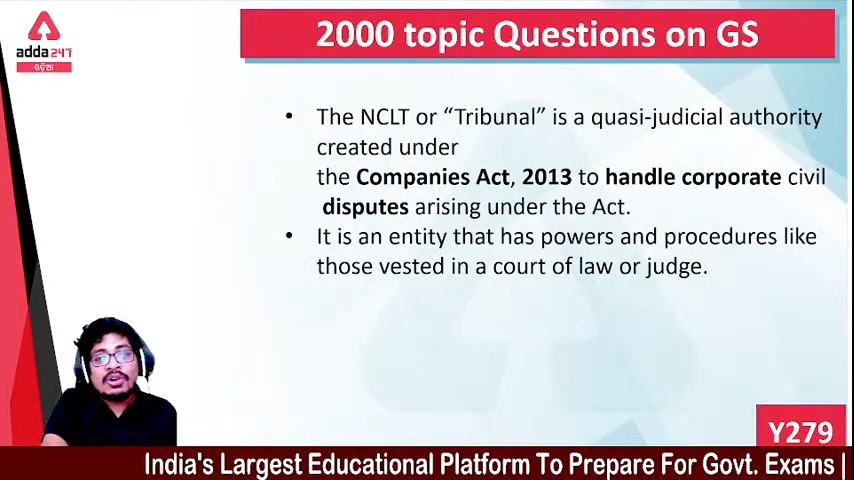 adda247
ଓଡ଼ିଆ
2000 topic Questions on GS
• The NCLT or “Tribunal” is a quasi-judicial authority
created under
the Companies Act, 2013 to handle corporate civil
disputes arising under the Act.
• It is an entity that has powers and procedures like
those vested in a court of law or judge.
Y279
India's Largest Educational Platform To Prepare For Govt. Exams |